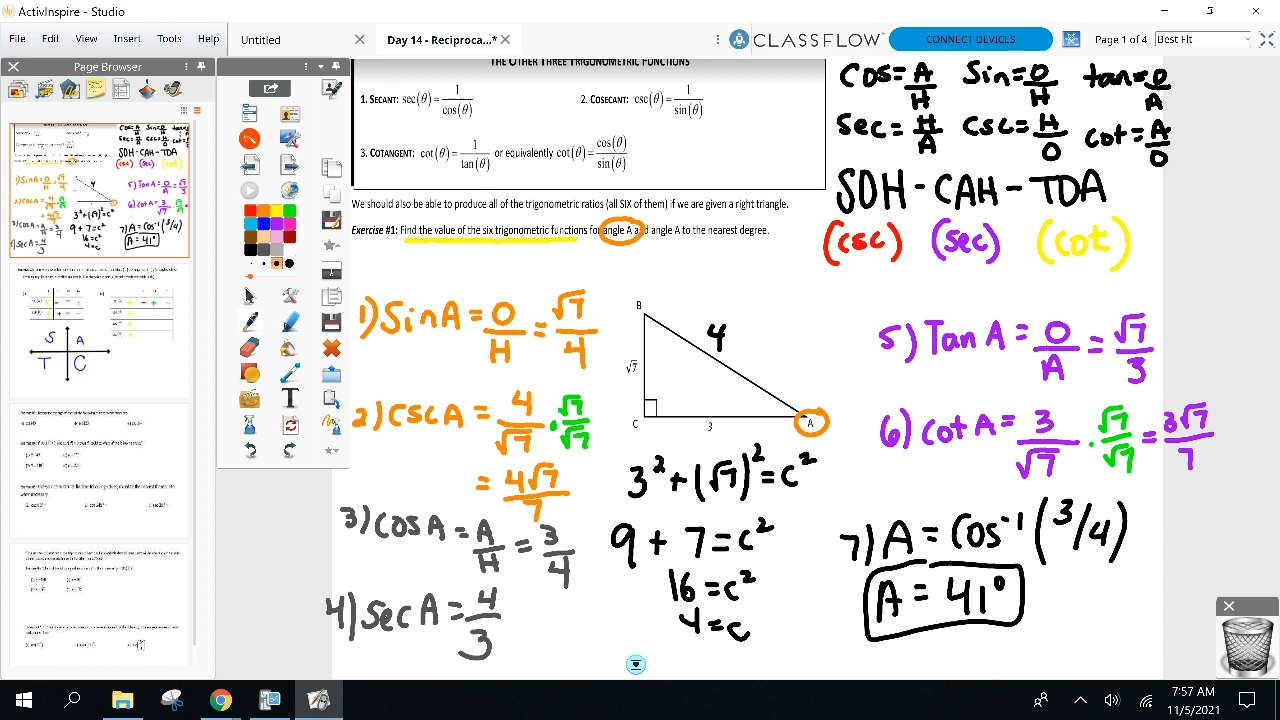 ActivInspire - Studio
File Edit View Insert Tools Help
Untitled
Day 14 - Reciproca...*
CLASSFLOW
CONNECT DEVICES
Page 1 of 4
Best Fit
Page Browser
THE OTHER THREE TRIGONOMETRIC FUNCTIONS
1. SECANT: sec(θ) = 1/cos(θ)
2. COSECANT: csc(θ) = 1/sin(θ)
3. COTANGENT: cot(θ) = 1/tan(θ) or equivalently cot(θ) = cos(θ)/sin(θ)
We should also be able to produce all of the trigonometric ratios (all SIX of them) if we are given a right triangle.
Exercise #1: Find the value of the six trigonometric functions for angle A and angle A to the nearest degree.
Cos = A/H Sin = O/H tan = O/A
Sec = H/A CSC = H/O cot = A/O
SOH - CAH - TOA
(csc) (sec) (cot)
1) Sin A = O/H = √7/4
2) CSC A = 4/√7 · √7/√7
= 4√7/7
3) COS A = A/H = 3/4
4) Sec A = 4/3
B
4
√7
C
3
A
3² + (√7)² = c²
9 + 7 = c²
16 = c²
4 = c
5) Tan A = O/A = √7/3
6) Cot A = 3/√7 · √7/√7 = 3√7/7
7) A = Cos⁻¹ (3/4)
A = 41°
7:57 AM
11/5/2021